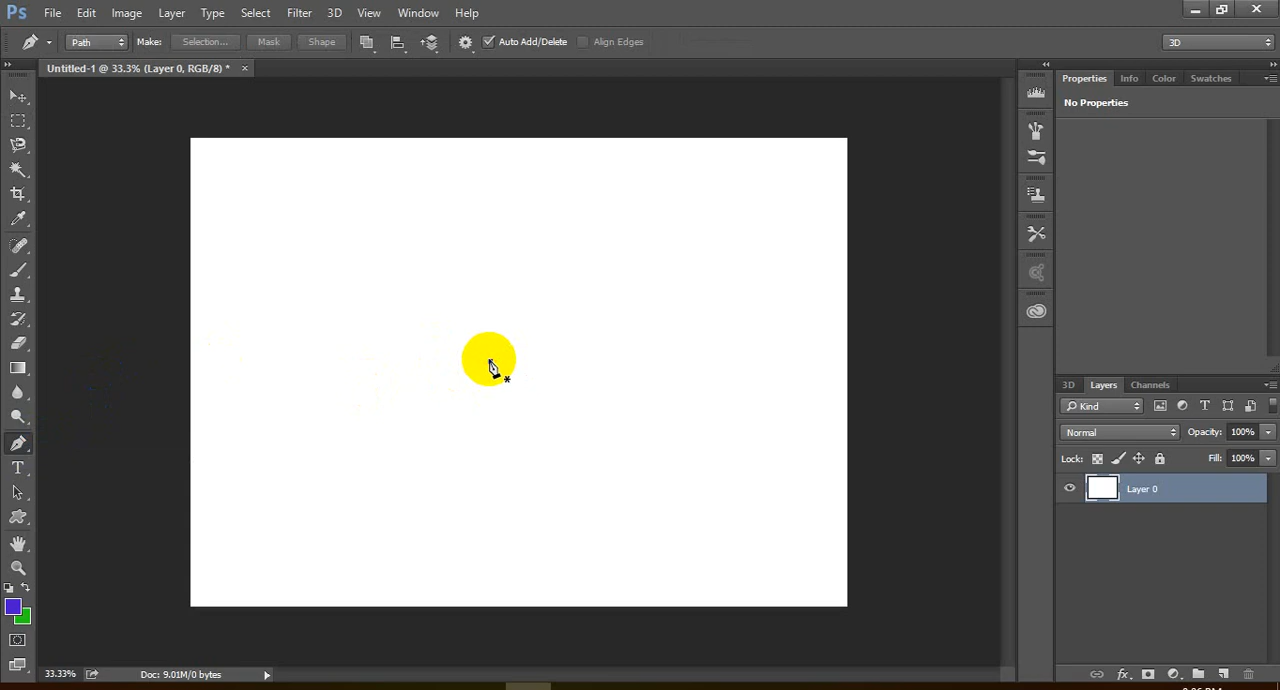 Ps File Edit Image Layer Type Select Filter 3D View Window Help
Path Make: Selection... Mask Shape Auto Add/Delete Align Edges 3D
Untitled-1 @ 33.3% (Layer 0, RGB/8) * ×
Properties Info Color Swatches
No Properties
3D Layers Channels
Kind T
Normal Opacity: 100%
Lock: Fill: 100%
Layer 0
T
33.33% Doc: 9.01M/0 bytes
fx